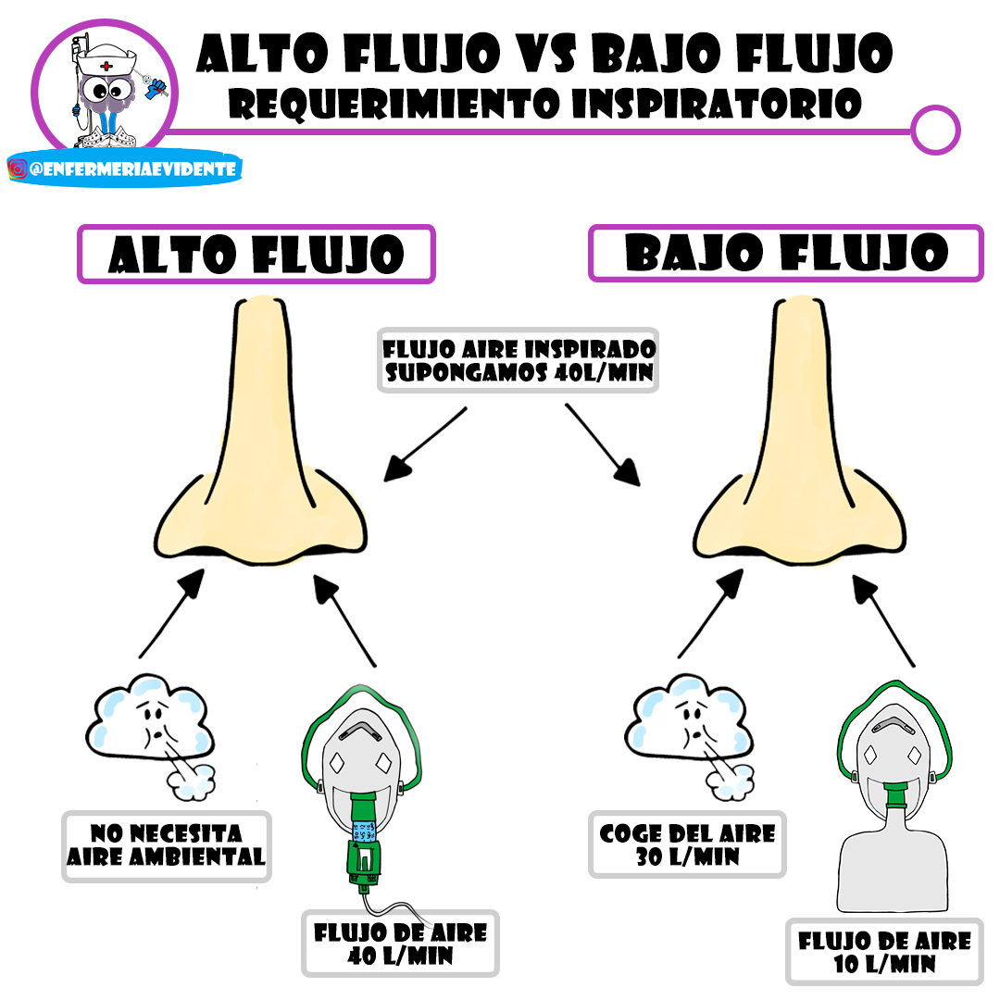 ALTO FLUJO VS BAJO FLUJO
REQUERIMIENTO INSPIRATORIO
@ENFERMERIAEVIDENTE
ALTO FLUJO
BAJO FLUJO
FLUJO AIRE INSPIRADO
SUPONGAMOS 40L/MIN
NO NECESITA
AIRE AMBIENTAL
FLUJO DE AIRE
40 L/MIN
COGE DEL AIRE
30 L/MIN
FLUJO DE AIRE
10 L/MIN